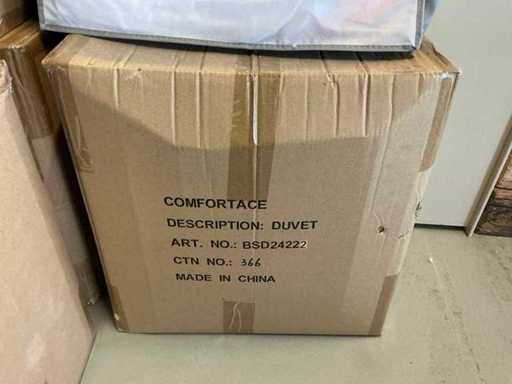 COMFORTACE
DESCRIPTION: DUVET
ART. NO.: BSD24222
CTN NO.: 366
MADE IN CHINA